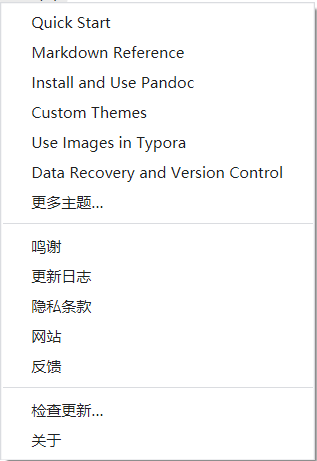 Quick Start
Markdown Reference
Install and Use Pandoc
Custom Themes
Use Images in Typora
Data Recovery and Version Control
更多主题...
鸣谢
更新日志
隐私条款
网站
反馈
检查更新...
关于